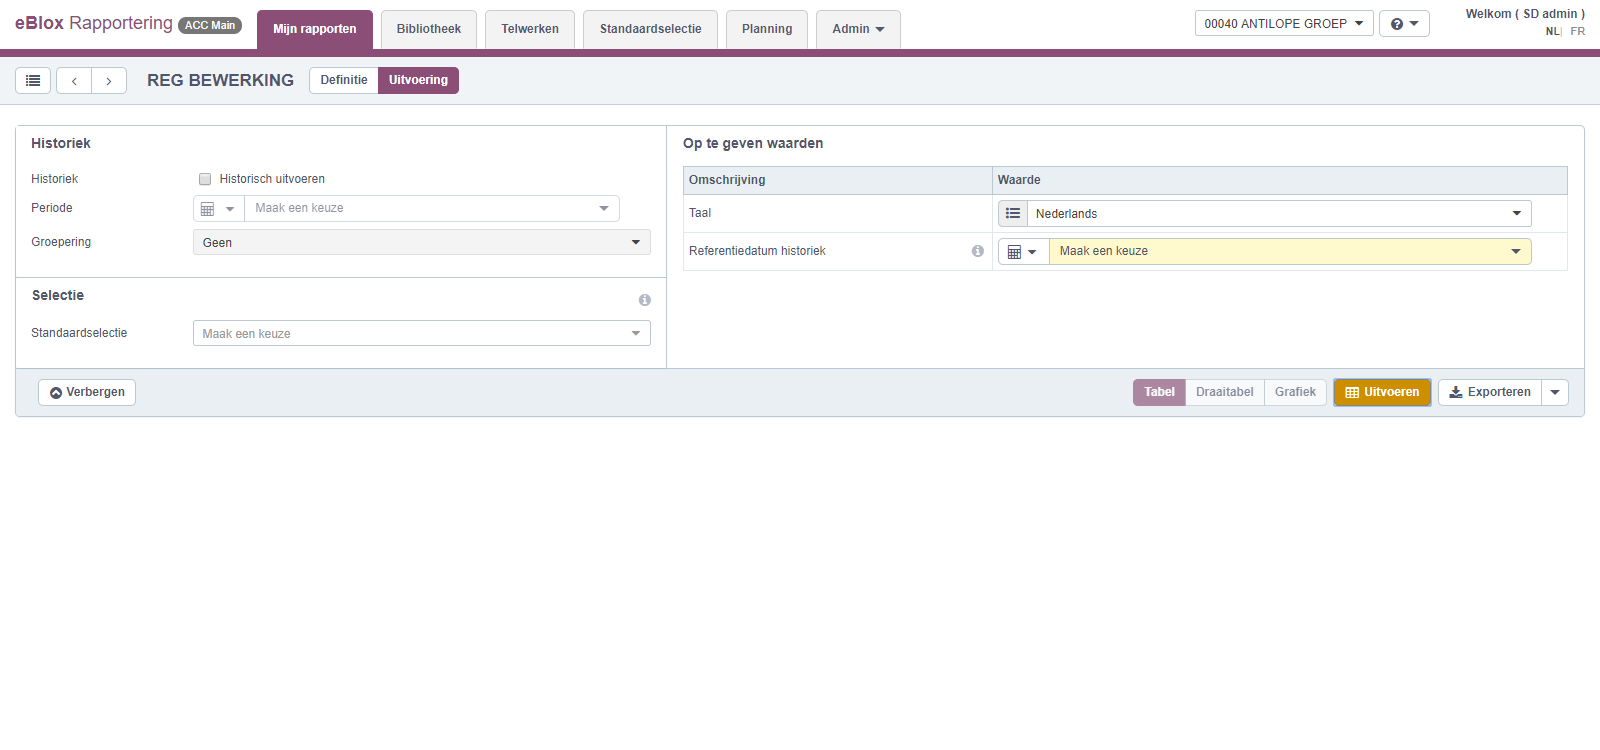 eBlox Rapportering ACC Main
Mijn rapporten
Bibliotheek
Telwerken
Standaardselectie
Planning
Admin
00040 ANTILOPE GROEP
Welkom ( SD admin )
NL| FR
REG BEWERKING
Definitie
Uitvoering
Historiek
Historiek
Historisch uitvoeren
Periode
Maak een keuze
Groepering
Geen
Selectie
Standaardselectie
Maak een keuze
Op te geven waarden
Omschrijving
Waarde
Taal
Nederlands
Referentiedatum historiek
Maak een keuze
Verbergen
Tabel
Draaitabel
Grafiek
Uitvoeren
Exporteren